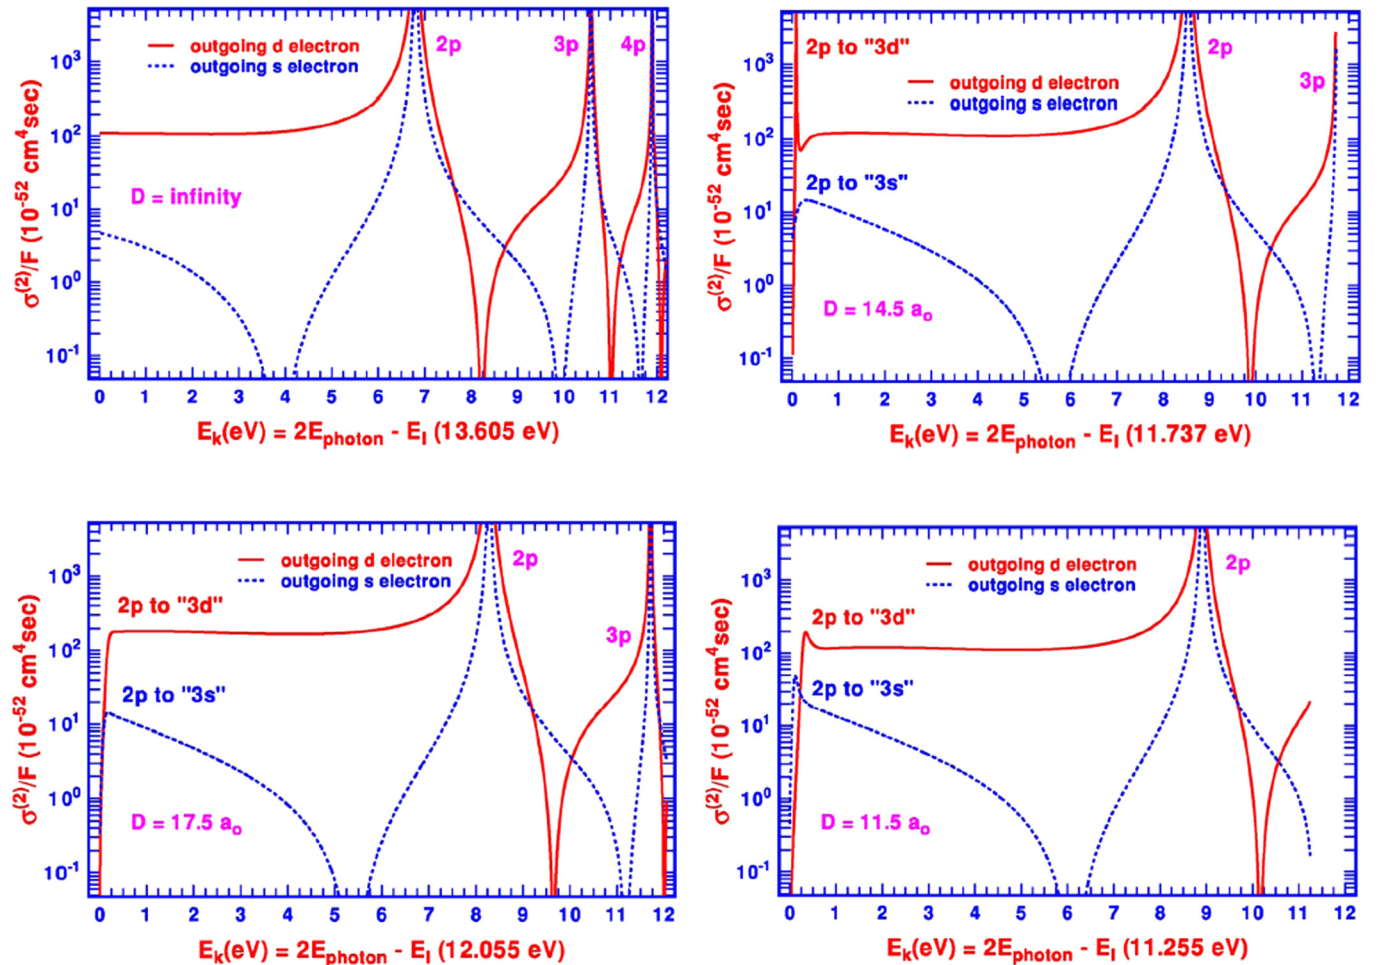 10³
10²
10¹
10⁰
10⁻¹
σ⁽²⁾/F (10⁻⁵² cm⁴sec)
outgoing d electron
outgoing s electron
2p
3p
4p
D = infinity
0 1 2 3 4 5 6 7 8 9 10 11 12
Eₖ(eV) = 2E_photon - E_I (13.605 eV)
10³
10²
10¹
10⁰
10⁻¹
σ⁽²⁾/F (10⁻⁵² cm⁴sec)
2p to "3d"
2p
outgoing d electron
outgoing s electron
3p
2p to "3s"
D = 14.5 aₒ
0 1 2 3 4 5 6 7 8 9 10 11 12
Eₖ(eV) = 2E_photon - E_I (11.737 eV)
10³
10²
10¹
10⁰
10⁻¹
σ⁽²⁾/F (10⁻⁵² cm⁴sec)
outgoing d electron
outgoing s electron
2p
2p to "3d"
3p
2p to "3s"
D = 17.5 aₒ
0 1 2 3 4 5 6 7 8 9 10 11 12
Eₖ(eV) = 2E_photon - E_I (12.055 eV)
10³
10²
10¹
10⁰
10⁻¹
σ⁽²⁾/F (10⁻⁵² cm⁴sec)
outgoing d electron
outgoing s electron
2p
2p to "3d"
2p to "3s"
D = 11.5 aₒ
0 1 2 3 4 5 6 7 8 9 10 11 12
Eₖ(eV) = 2E_photon - E_I (11.255 eV)